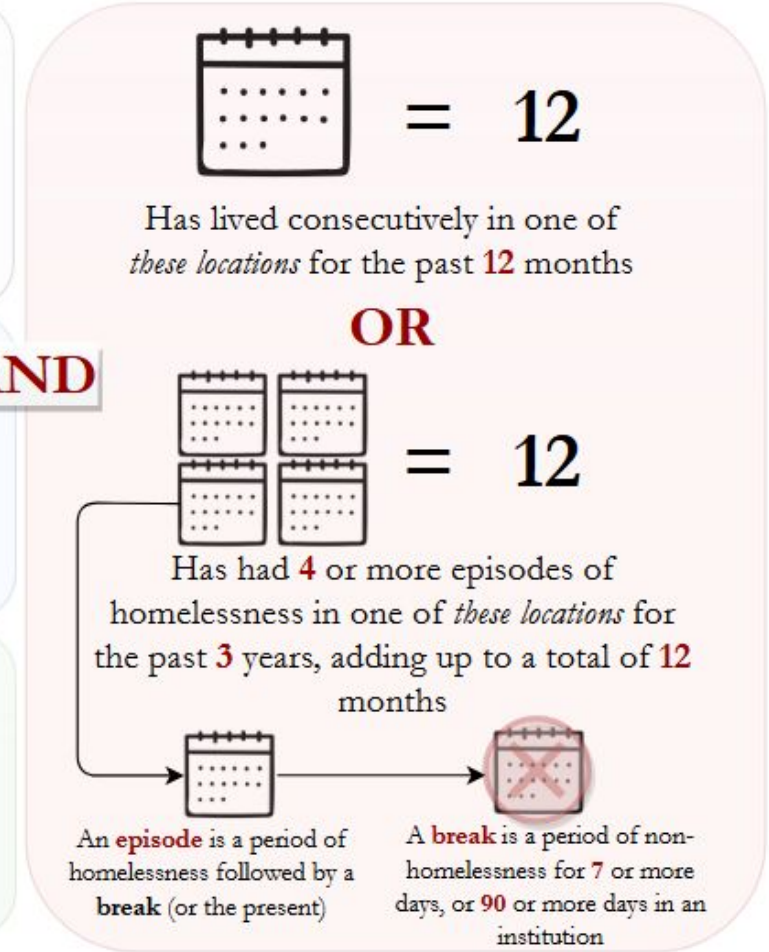 = 12
Has lived consecutively in one of
these locations for the past 12 months
OR
ND
= 12
Has had 4 or more episodes of
homelessness in one of these locations for
the past 3 years, adding up to a total of 12
months
An episode is a period of
homelessness followed by a
break (or the present)
A break is a period of non-
homelessness for 7 or more
days, or 90 or more days in an
institution